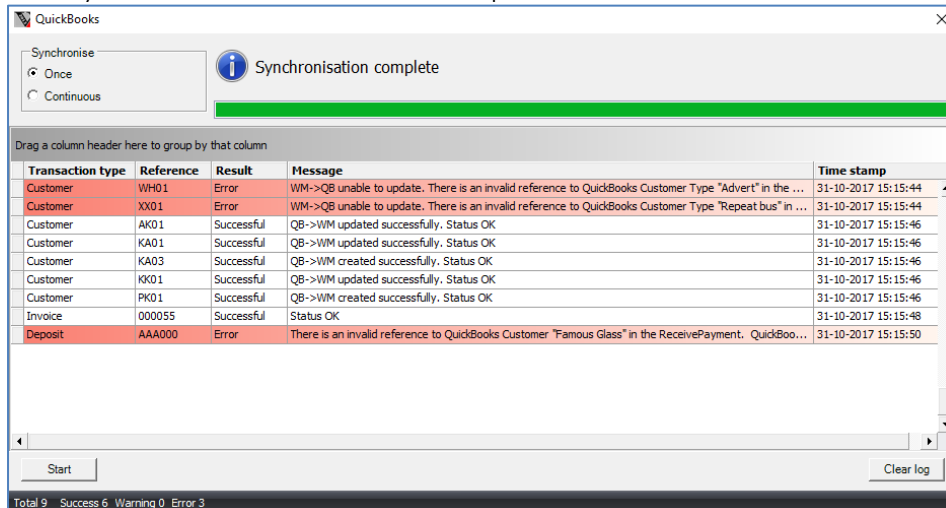 QuickBooks
Synchronise
Once
Continuous
Synchronisation complete
Drag a column header here to group by that column
Transaction type Reference Result Message Time stamp
Customer WH01 Error WM->QB unable to update. There is an invalid reference to QuickBooks Customer Type "Advert" in the ... 31-10-2017 15:15:44
Customer XX01 Error WM->QB unable to update. There is an invalid reference to QuickBooks Customer Type "Repeat bus" in ... 31-10-2017 15:15:44
Customer AK01 Successful QB->WM updated successfully. Status OK 31-10-2017 15:15:46
Customer KA01 Successful QB->WM updated successfully. Status OK 31-10-2017 15:15:46
Customer KA03 Successful QB->WM created successfully. Status OK 31-10-2017 15:15:46
Customer KK01 Successful QB->WM updated successfully. Status OK 31-10-2017 15:15:46
Customer PK01 Successful QB->WM created successfully. Status OK 31-10-2017 15:15:46
Invoice 000055 Successful Status OK 31-10-2017 15:15:48
Deposit AAA000 Error There is an invalid reference to QuickBooks Customer "Famous Glass" in the ReceivePayment. QuickBoo... 31-10-2017 15:15:50
Start Clear log
Total 9 Success 6 Warning 0 Error 3